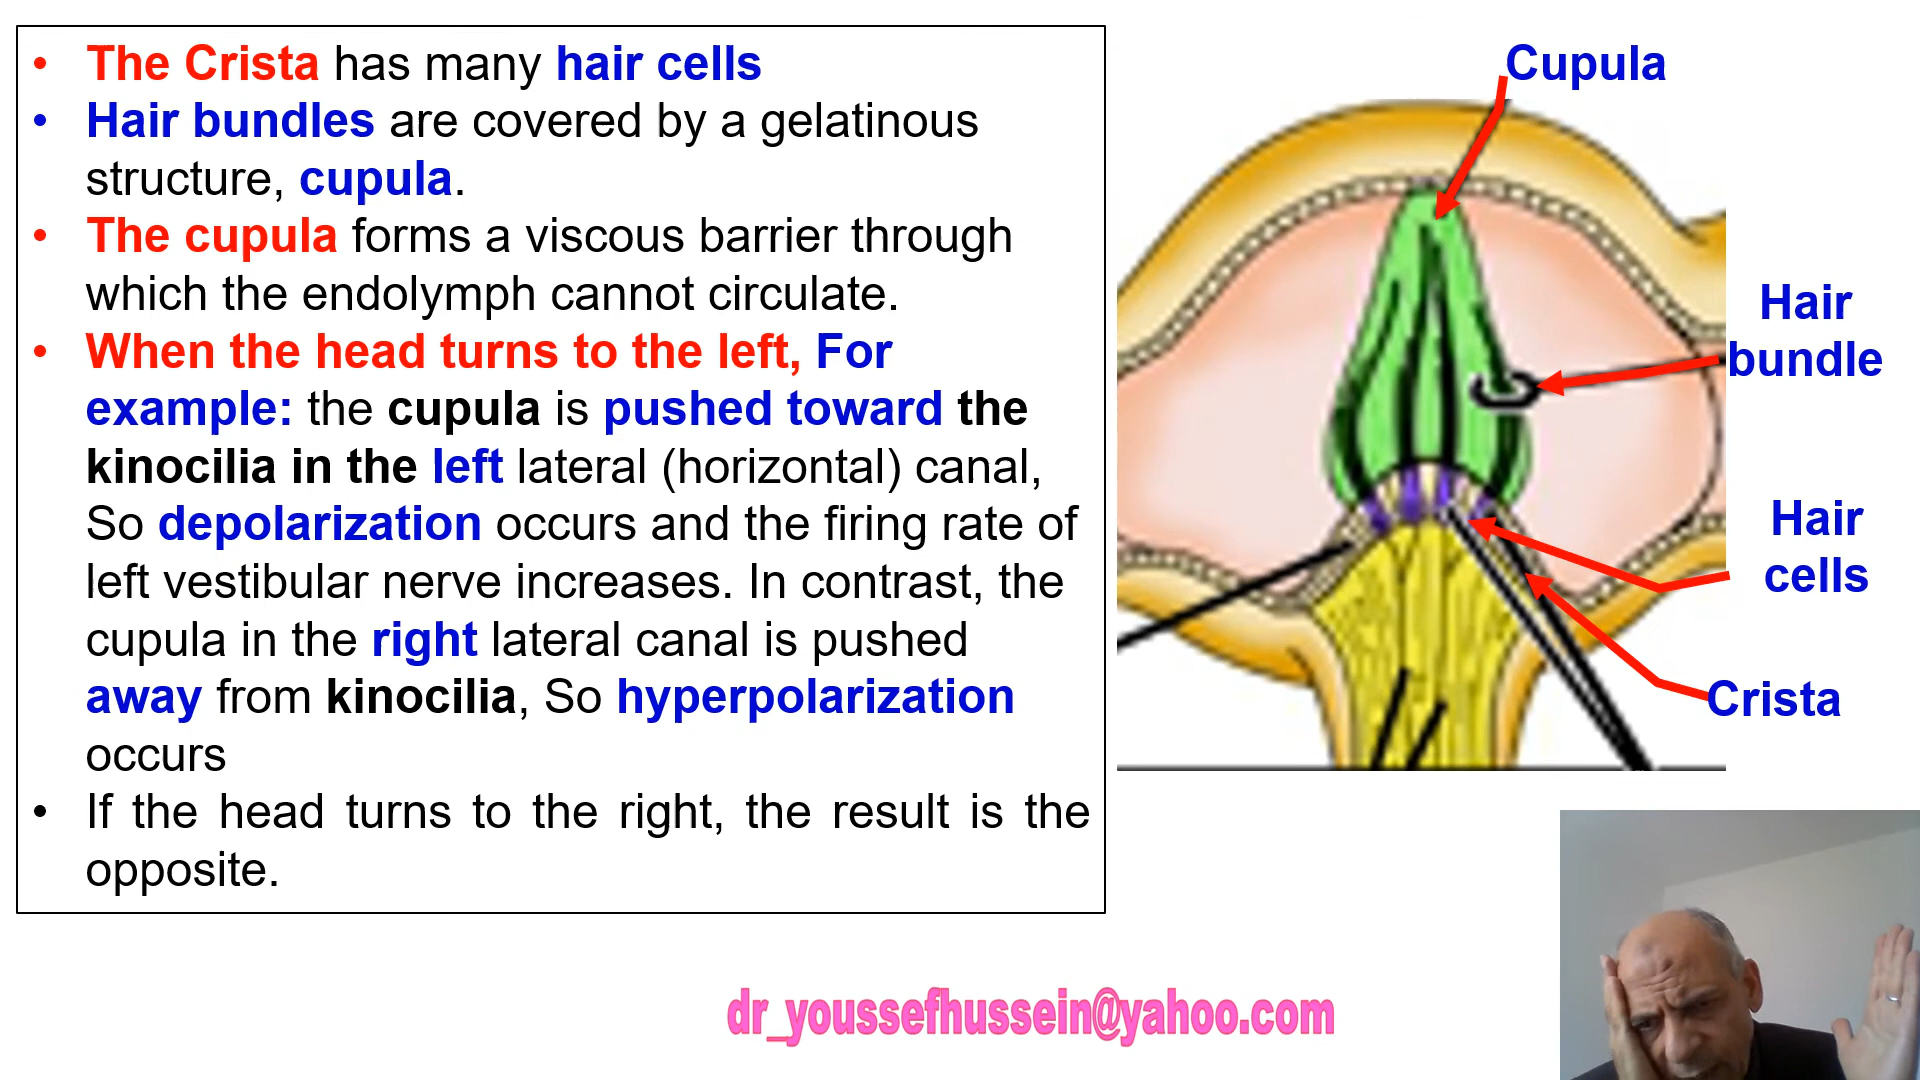 • The Crista has many hair cells
• Hair bundles are covered by a gelatinous
structure, cupula.
• The cupula forms a viscous barrier through
which the endolymph cannot circulate.
• When the head turns to the left, For
example: the cupula is pushed toward the
kinocilia in the left lateral (horizontal) canal,
So depolarization occurs and the firing rate of
left vestibular nerve increases. In contrast, the
cupula in the right lateral canal is pushed
away from kinocilia, So hyperpolarization
occurs
• If the head turns to the right, the result is the
opposite.
Cupula
Hair
bundle
Hair
cells
Crista
dr_youssefhussein@yahoo.com